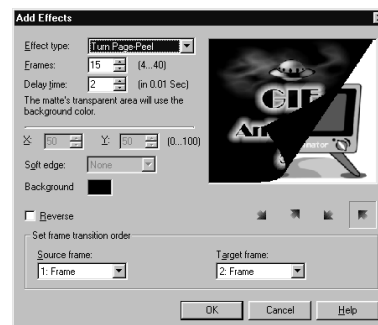 Add Effects
Effect type: Turn Page-Peel
Frames: 15 (4...40)
Delay time: 2 (in 0.01 Sec)
The matte's transparent area will use the
background color.
X: 50 Y: 50 (0...100)
Soft edge: None
Background
Reverse
Set frame transition order
Source frame: Target frame:
1: Frame 2: Frame
OK Cancel Help
GIF